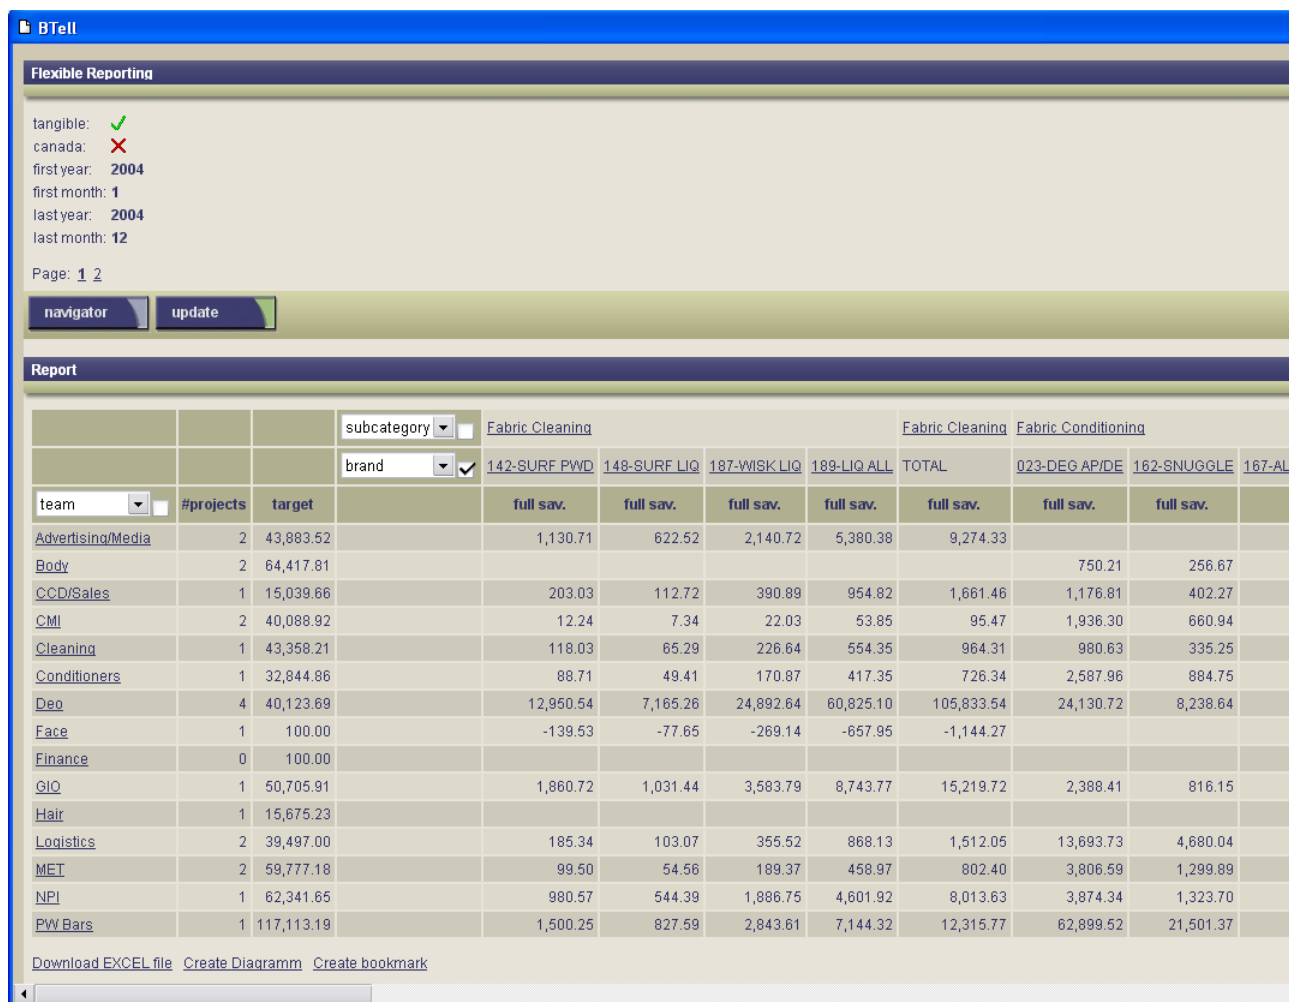 BTell
Flexible Reporting
tangible:
canada:
first year: 2004
first month: 1
last year: 2004
last month: 12
Page: 1 2
navigator update
Report
subcategory Fabric Cleaning Fabric Cleaning Fabric Conditioning
brand 142-SURF PWD 148-SURF LIQ 187-WISK LIQ 189-LIQ ALL TOTAL 023-DEG AP/DE 162-SNUGGLE 167-AL
team #projects target full sav. full sav. full sav. full sav. full sav. full sav. full sav.
Advertising/Media 2 43,883.52 1,130.71 622.52 2,140.72 5,380.38 9,274.33
Body 2 64,417.81 750.21 256.67
CCD/Sales 1 15,039.66 203.03 112.72 390.89 954.82 1,661.46 1,176.81 402.27
CMI 2 40,088.92 12.24 7.34 22.03 53.85 95.47 1,936.30 660.94
Cleaning 1 43,358.21 118.03 65.29 226.64 554.35 964.31 980.63 335.25
Conditioners 1 32,844.86 88.71 49.41 170.87 417.35 726.34 2,587.96 884.75
Deo 4 40,123.69 12,950.54 7,165.26 24,892.64 60,825.10 105,833.54 24,130.72 8,238.64
Face 1 100.00 -139.53 -77.65 -269.14 -657.95 -1,144.27
Finance 0 100.00
GIO 1 50,705.91 1,860.72 1,031.44 3,583.79 8,743.77 15,219.72 2,388.41 816.15
Hair 1 15,675.23
Logistics 2 39,497.00 185.34 103.07 355.52 868.13 1,512.05 13,693.73 4,680.04
MET 2 59,777.18 99.50 54.56 189.37 458.97 802.40 3,806.59 1,299.89
NPI 1 62,341.65 980.57 544.39 1,886.75 4,601.92 8,013.63 3,874.34 1,323.70
PW Bars 1 117,113.19 1,500.25 827.59 2,843.61 7,144.32 12,315.77 62,899.52 21,501.37
Download EXCEL file Create Diagramm Create bookmark